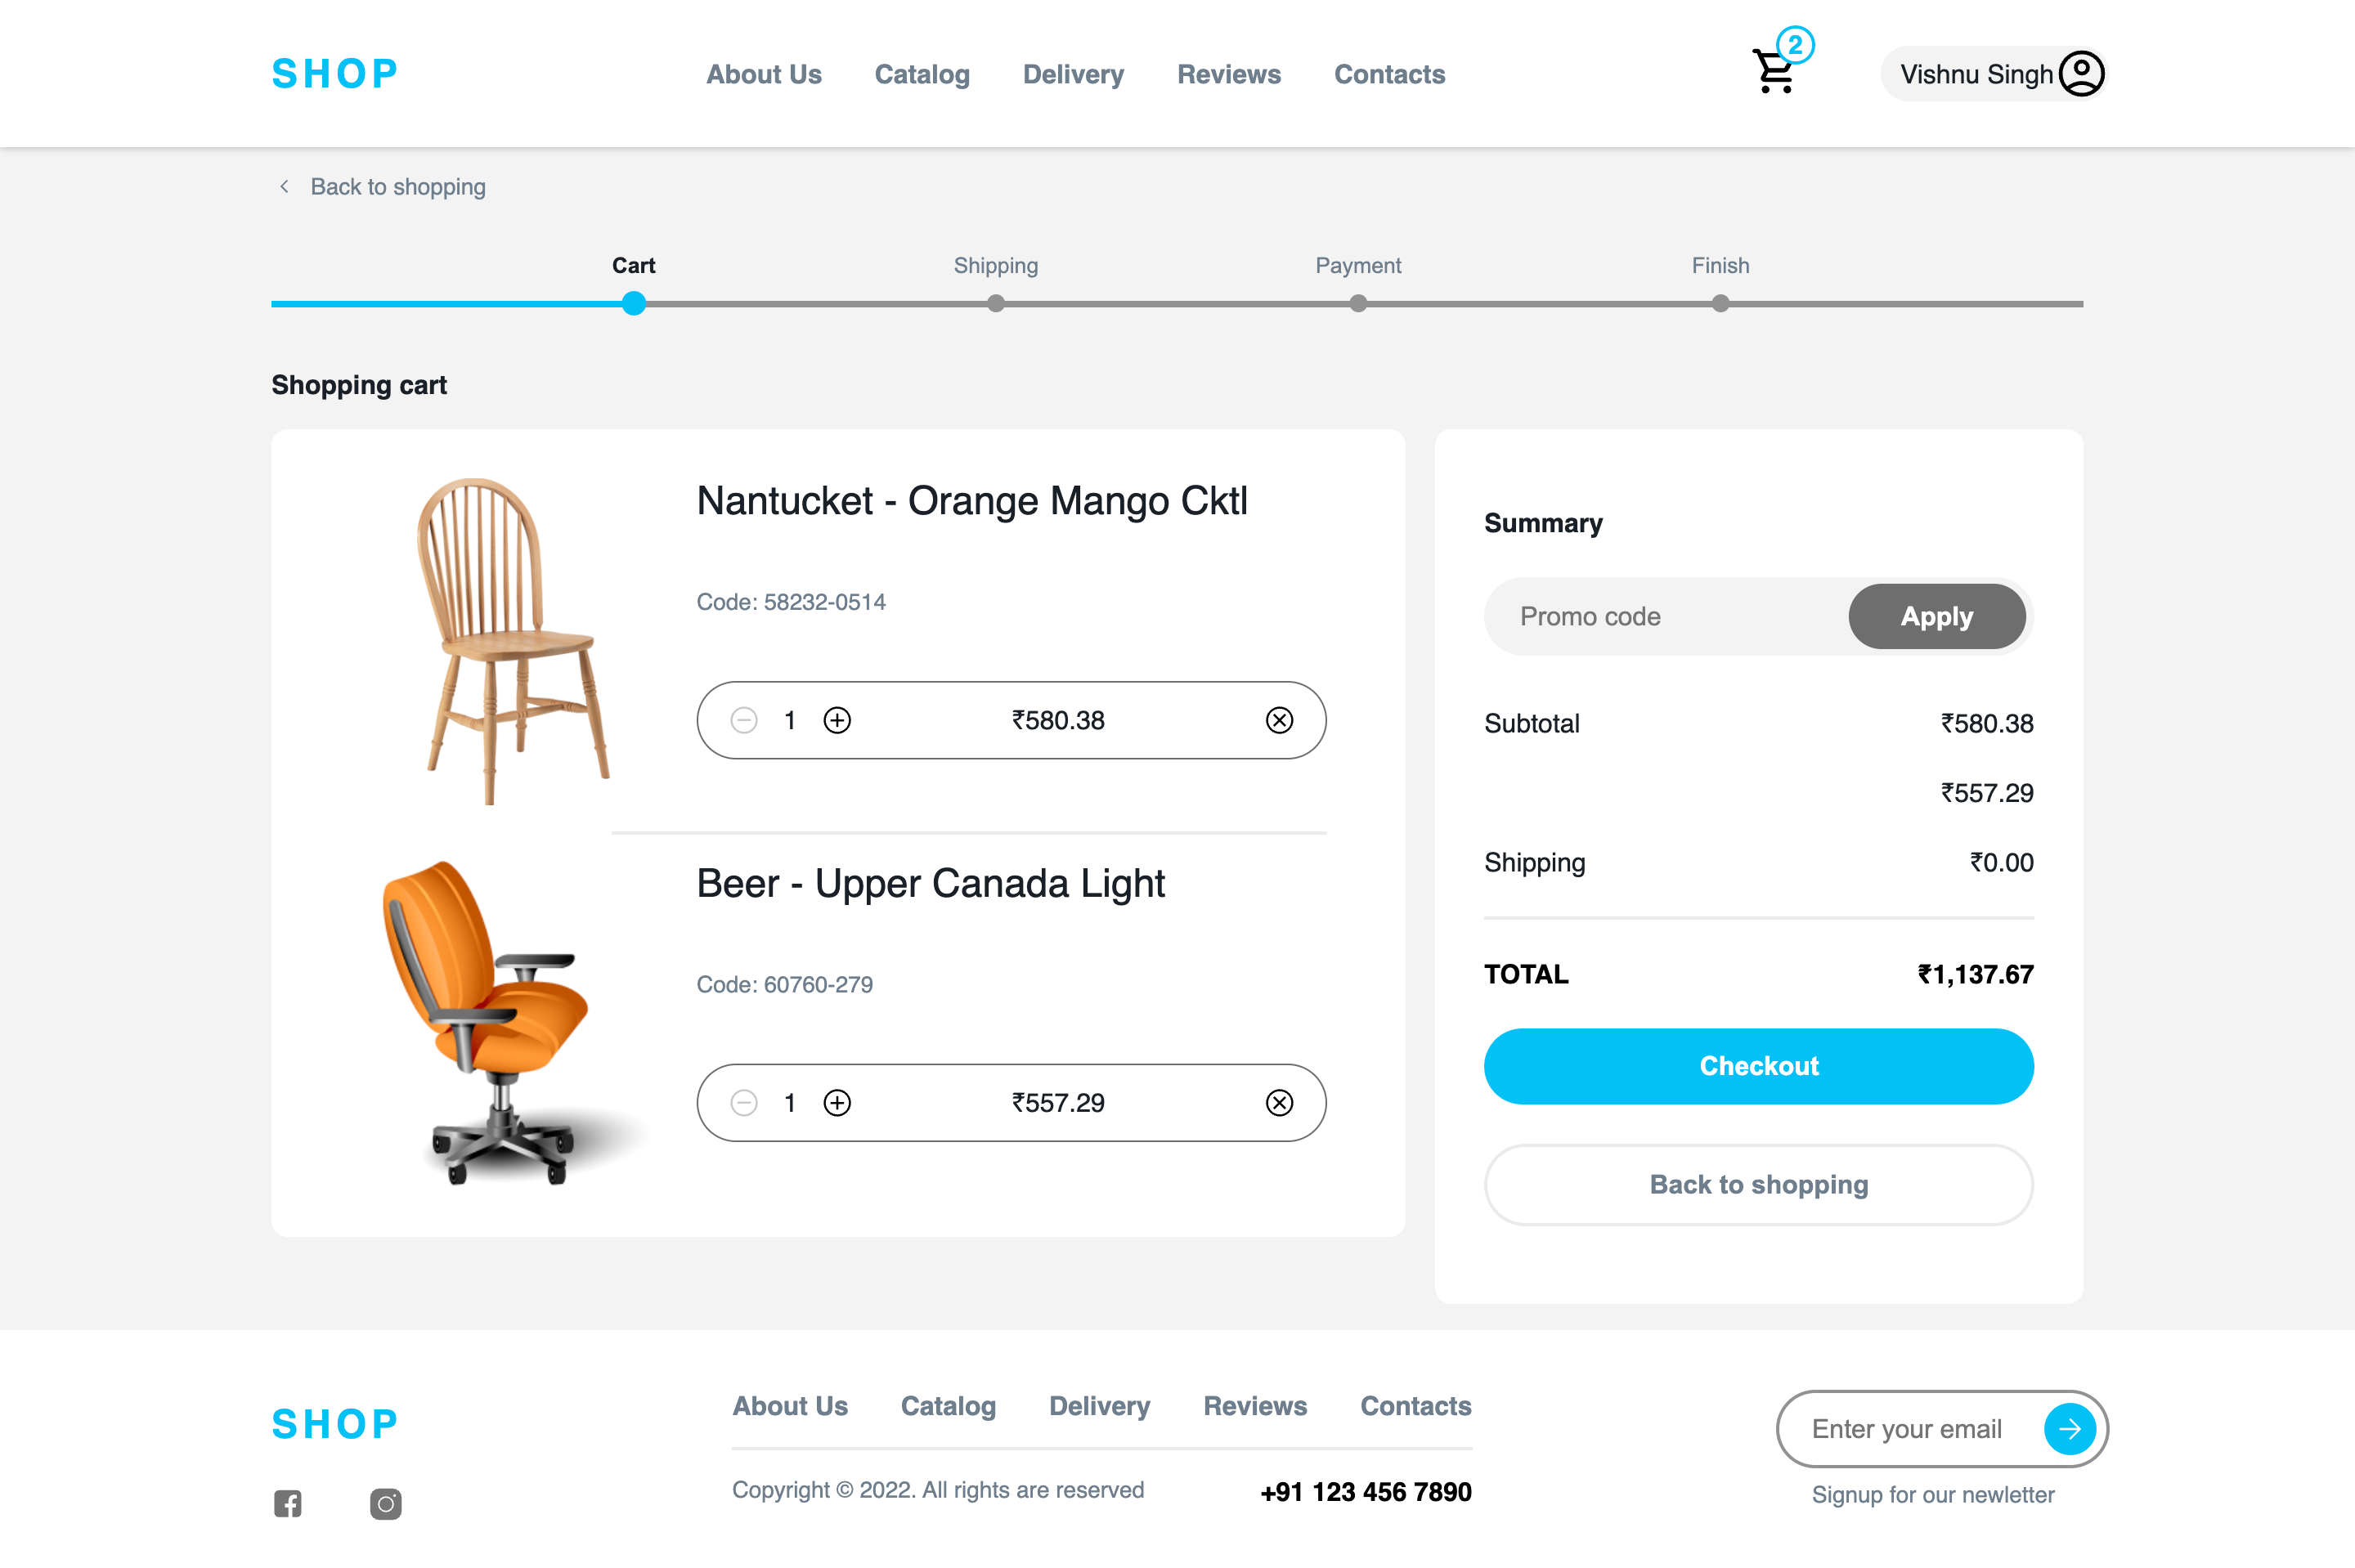 SHOP
About Us Catalog Delivery Reviews Contacts
2
Vishnu Singh
Back to shopping
Cart Shipping Payment Finish
Shopping cart
Nantucket - Orange Mango Cktl
Code: 58232-0514
1 ₹580.38
Beer - Upper Canada Light
Code: 60760-279
1 ₹557.29
Summary
Promo code Apply
Subtotal ₹580.38
₹557.29
Shipping ₹0.00
TOTAL ₹1,137.67
Checkout
Back to shopping
SHOP
About Us Catalog Delivery Reviews Contacts
Copyright © 2022. All rights are reserved +91 123 456 7890
Enter your email
Signup for our newletter